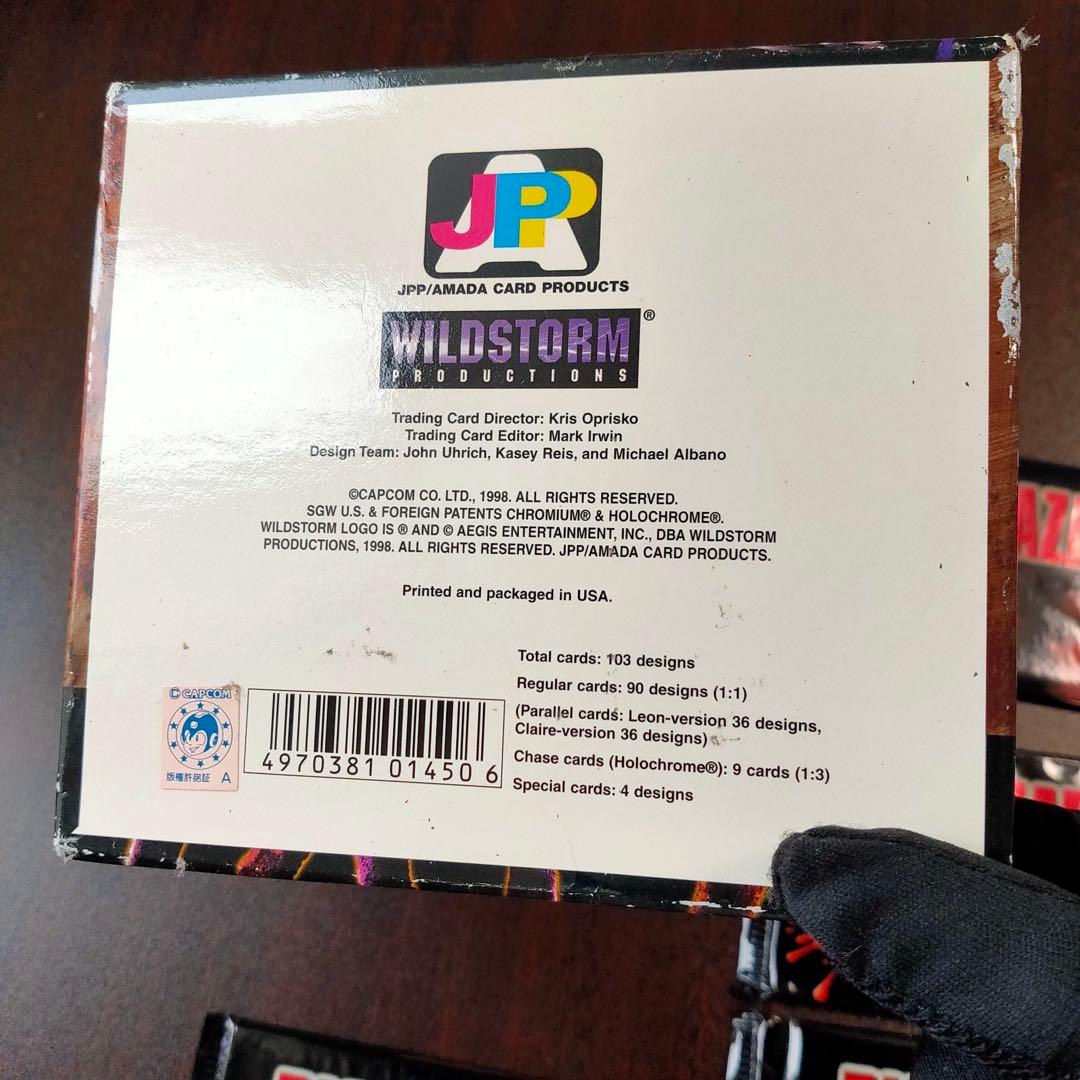 JPP
JPP/AMADA CARD PRODUCTS
WILDSTORM®
PRODUCTIONS
Trading Card Director: Kris Oprisko
Trading Card Editor: Mark Irwin
Design Team: John Uhrich, Kasey Reis, and Michael Albano
©CAPCOM CO. LTD., 1998. ALL RIGHTS RESERVED.
SGW U.S. & FOREIGN PATENTS CHROMIUM® & HOLOCHROME®.
WILDSTORM LOGO IS ® AND © AEGIS ENTERTAINMENT, INC., DBA WILDSTORM
PRODUCTIONS, 1998. ALL RIGHTS RESERVED. JPP/AMADA CARD PRODUCTS.
Printed and packaged in USA.
Total cards: 103 designs
Regular cards: 90 designs (1:1)
(Parallel cards: Leon-version 36 designs,
Claire-version 36 designs)
Chase cards (Holochrome®): 9 cards (1:3)
Special cards: 4 designs
© CAPCOM
版権許諾証 A
4970381 014506